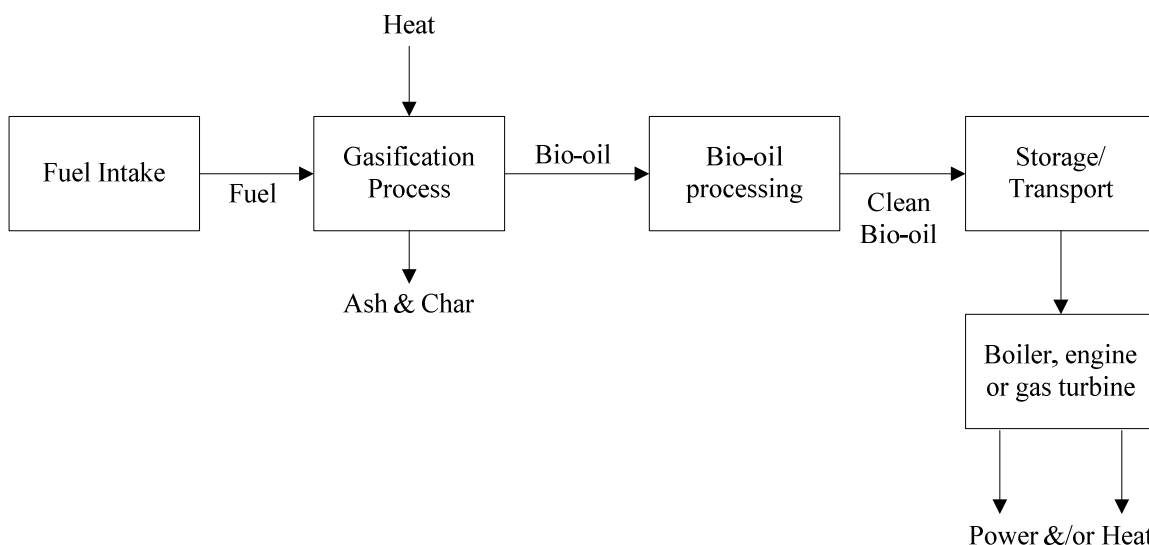 Heat
Fuel Intake
Fuel
Gasification
Process
Bio-oil
Bio-oil
processing
Clean
Bio-oil
Storage/
Transport
Ash & Char
Boiler, engine
or gas turbine
Power &/or Heat